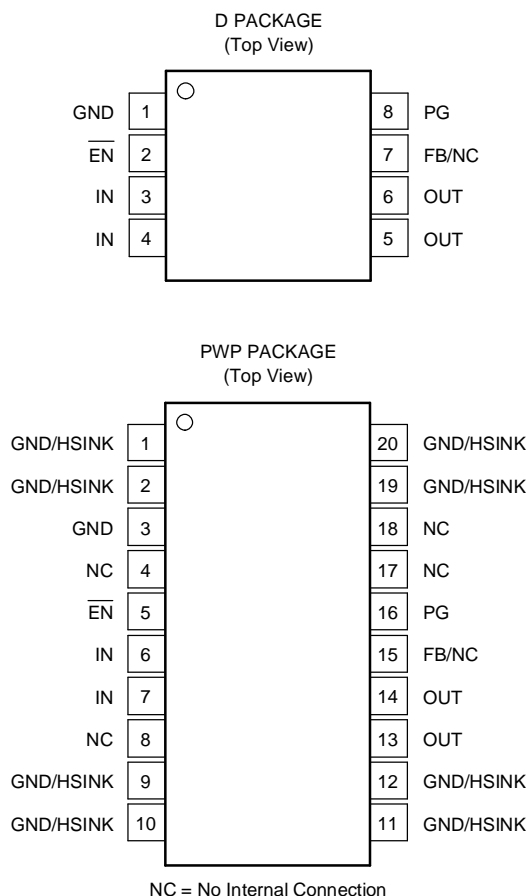 D PACKAGE
(Top View)
GND 1 8 PG
EN 2 7 FB/NC
IN 3 6 OUT
IN 4 5 OUT
PWP PACKAGE
(Top View)
GND/HSINK 1 20 GND/HSINK
GND/HSINK 2 19 GND/HSINK
GND 3 18 NC
NC 4 17 NC
EN 5 16 PG
IN 6 15 FB/NC
IN 7 14 OUT
NC 8 13 OUT
GND/HSINK 9 12 GND/HSINK
GND/HSINK 10 11 GND/HSINK
NC = No Internal Connection